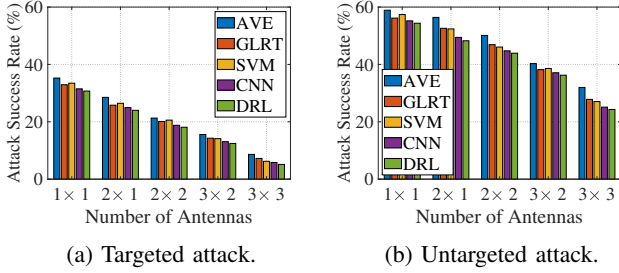 Attack Success Rate (%)
60
40
20
0
AVE
GLRT
SVM
CNN
DRL
1× 1 2× 1 2× 2 3× 2 3× 3
Number of Antennas
(a) Targeted attack.
Attack Success Rate (%)
60
40
20
0
AVE
GLRT
SVM
CNN
DRL
1× 1 2× 1 2× 2 3× 2 3× 3
Number of Antennas
(b) Untargeted attack.